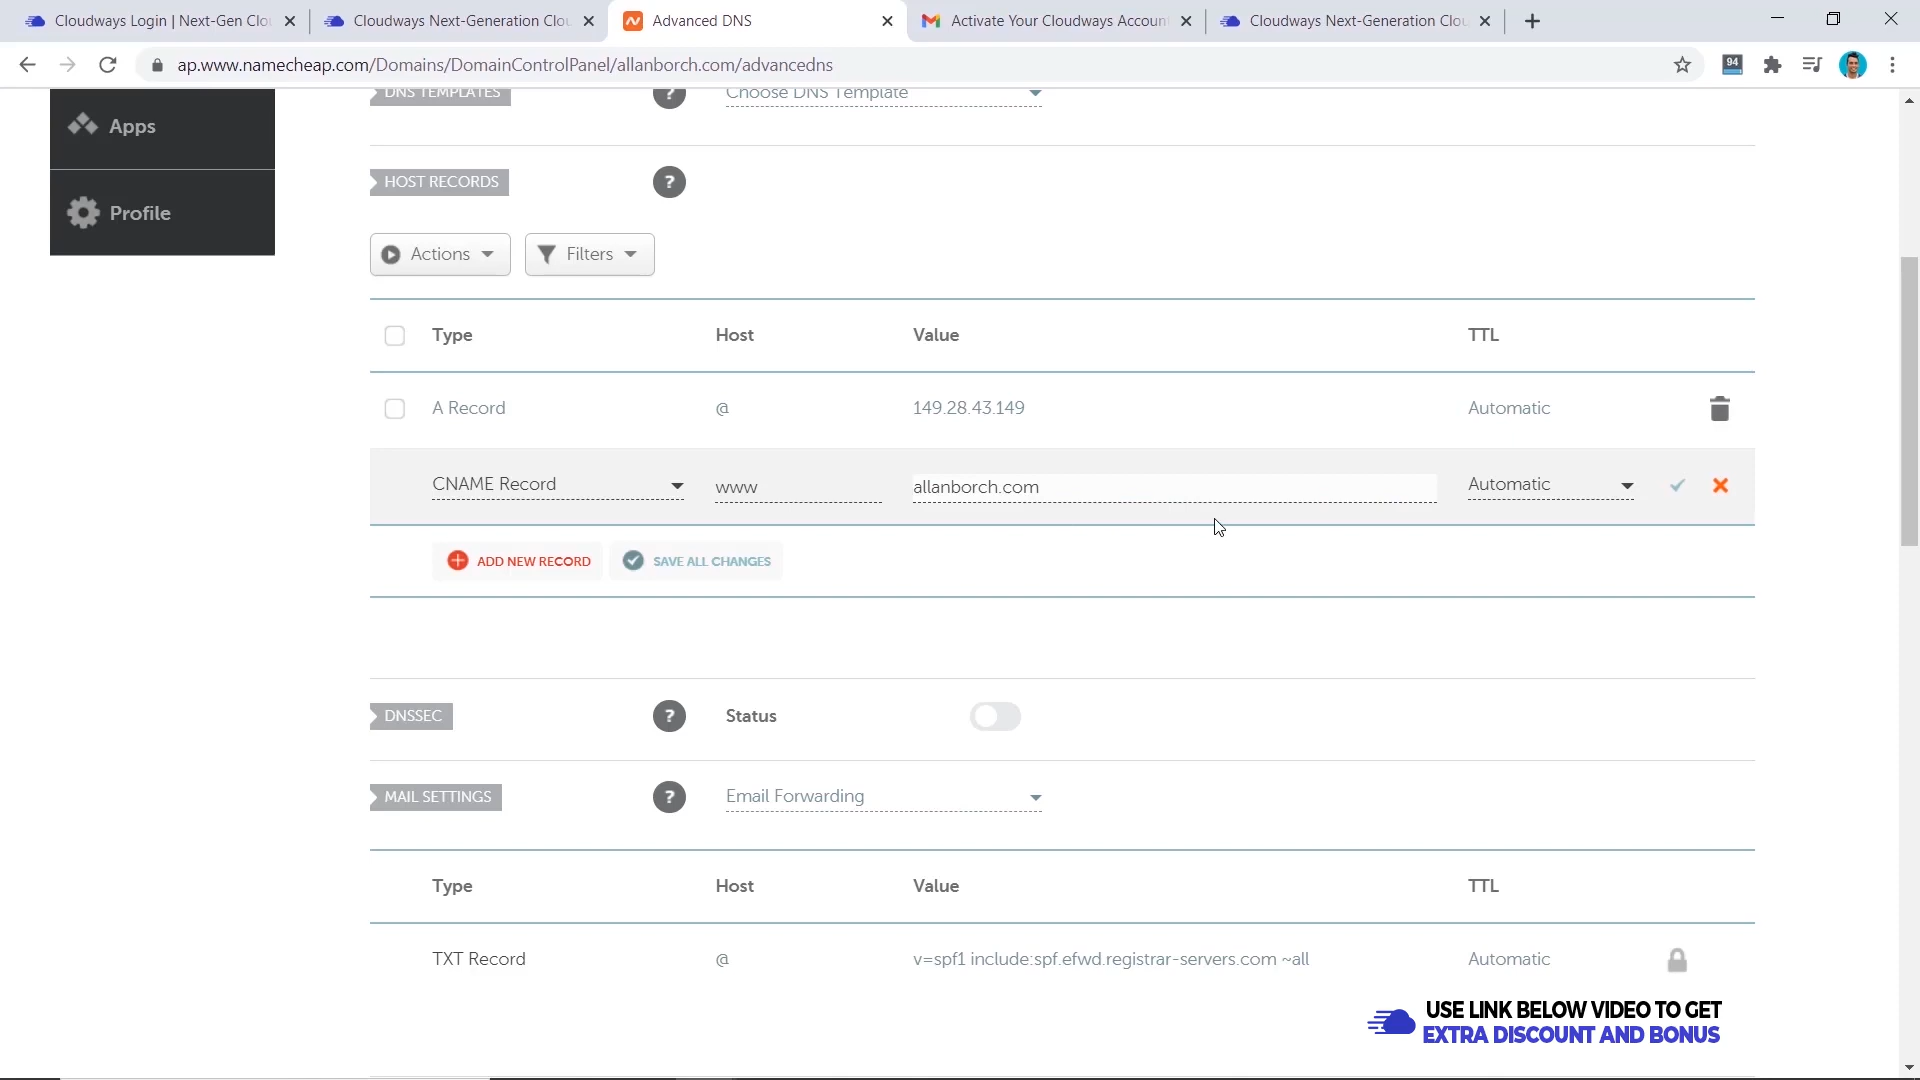 Cloudways Login | Next-Gen Clo
Cloudways Next-Generation Clou
Advanced DNS
Activate Your Cloudways Account
Cloudways Next-Generation Clou
ap.www.namecheap.com/Domains/DomainControlPanel/allanborch.com/advancedns
94
DNS TEMPLATES ? Choose DNS Template
Apps
HOST RECORDS ?
Profile
Actions Filters
Type Host Value TTL
A Record @ 149.28.43.149 Automatic
CNAME Record www allanborch.com Automatic
ADD NEW RECORD SAVE ALL CHANGES
DNSSEC ? Status
MAIL SETTINGS ? Email Forwarding
Type Host Value TTL
TXT Record @ v=spf1 include:spf.efwd.registrar-servers.com ~all Automatic
USE LINK BELOW VIDEO TO GET
EXTRA DISCOUNT AND BONUS